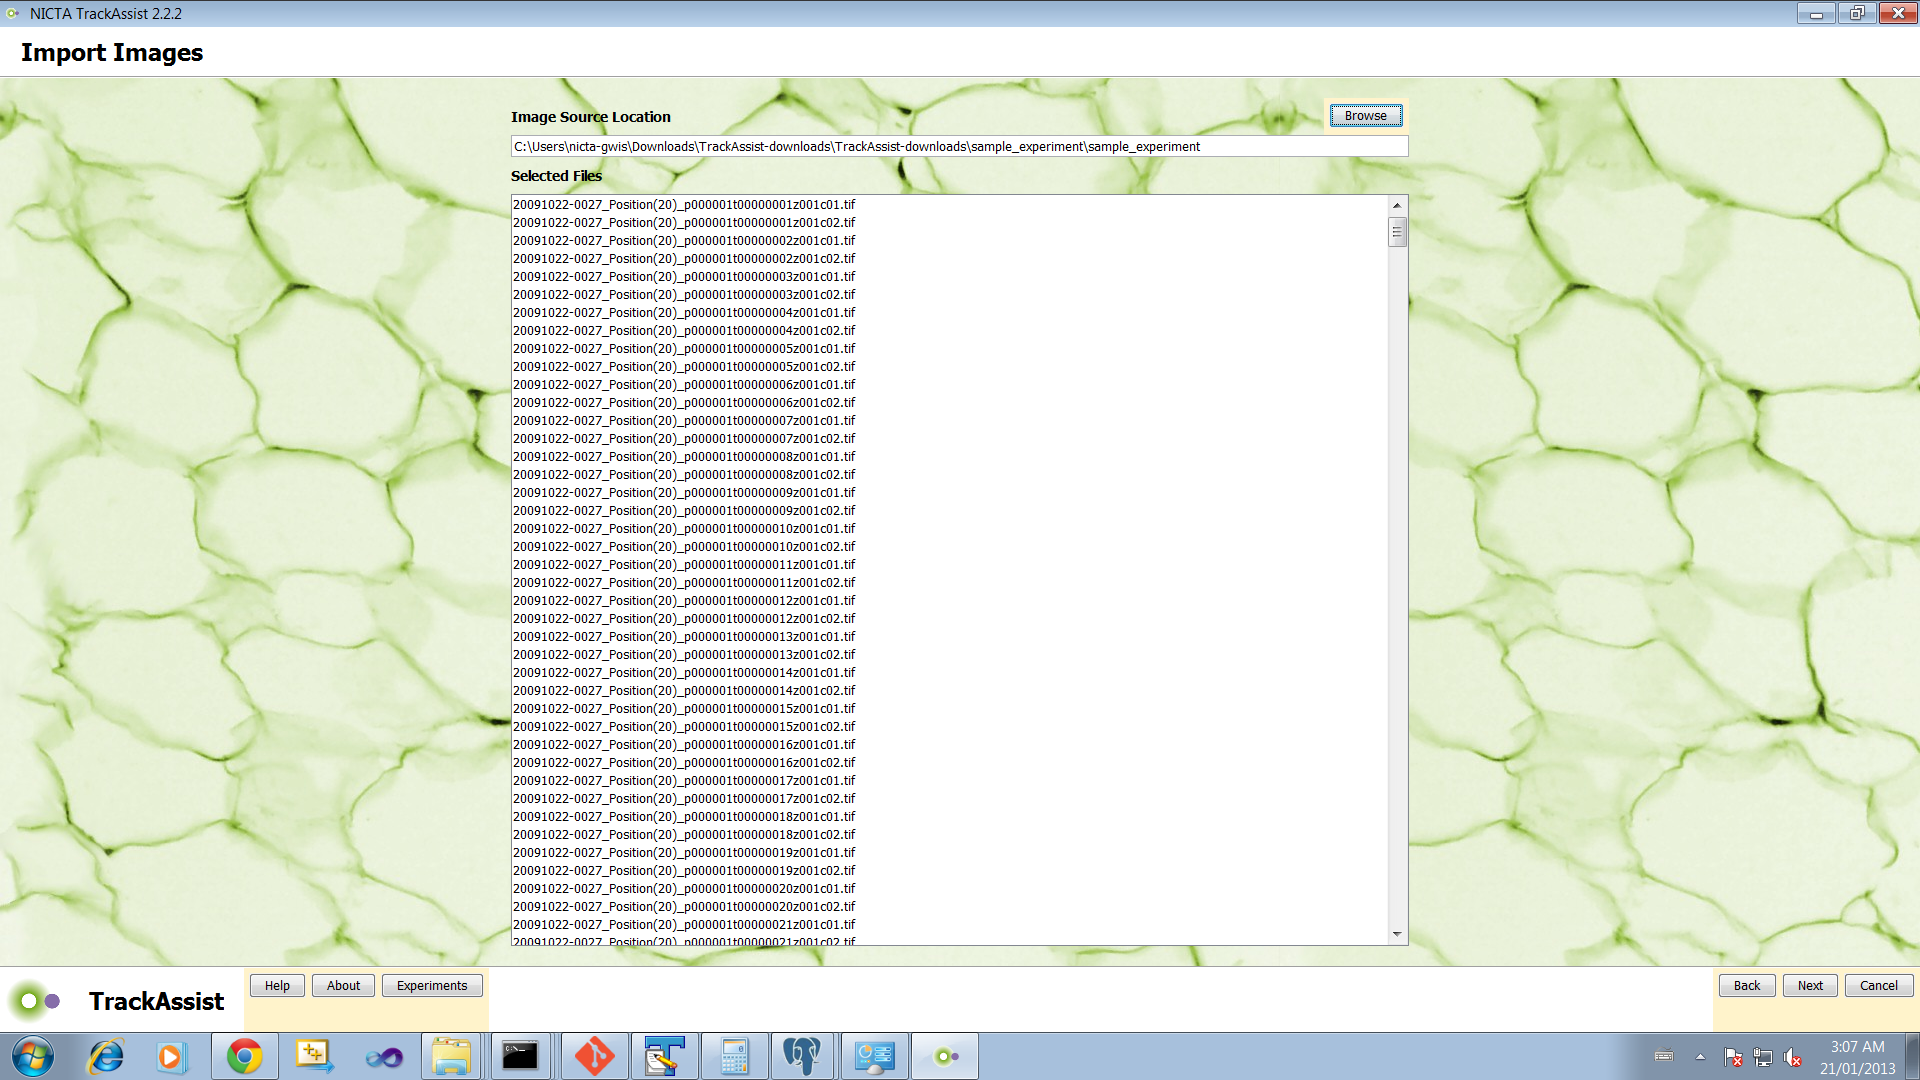 NICTA TrackAssist 2.2.2
Import Images
Image Source Location
Browse
C:\Users\nicta-gwis\Downloads\TrackAssist-downloads\TrackAssist-downloads\sample_experiment\sample_experiment
Selected Files
20091022-0027_Position(20)_p000001t00000001z001c01.tif
20091022-0027_Position(20)_p000001t00000001z001c02.tif
20091022-0027_Position(20)_p000001t00000002z001c01.tif
20091022-0027_Position(20)_p000001t00000002z001c02.tif
20091022-0027_Position(20)_p000001t00000003z001c01.tif
20091022-0027_Position(20)_p000001t00000003z001c02.tif
20091022-0027_Position(20)_p000001t00000004z001c01.tif
20091022-0027_Position(20)_p000001t00000004z001c02.tif
20091022-0027_Position(20)_p000001t00000005z001c01.tif
20091022-0027_Position(20)_p000001t00000005z001c02.tif
20091022-0027_Position(20)_p000001t00000006z001c01.tif
20091022-0027_Position(20)_p000001t00000006z001c02.tif
20091022-0027_Position(20)_p000001t00000007z001c01.tif
20091022-0027_Position(20)_p000001t00000007z001c02.tif
20091022-0027_Position(20)_p000001t00000008z001c01.tif
20091022-0027_Position(20)_p000001t00000008z001c02.tif
20091022-0027_Position(20)_p000001t00000009z001c01.tif
20091022-0027_Position(20)_p000001t00000009z001c02.tif
20091022-0027_Position(20)_p000001t00000010z001c01.tif
20091022-0027_Position(20)_p000001t00000010z001c02.tif
20091022-0027_Position(20)_p000001t00000011z001c01.tif
20091022-0027_Position(20)_p000001t00000011z001c02.tif
20091022-0027_Position(20)_p000001t00000012z001c01.tif
20091022-0027_Position(20)_p000001t00000012z001c02.tif
20091022-0027_Position(20)_p000001t00000013z001c01.tif
20091022-0027_Position(20)_p000001t00000013z001c02.tif
20091022-0027_Position(20)_p000001t00000014z001c01.tif
20091022-0027_Position(20)_p000001t00000014z001c02.tif
20091022-0027_Position(20)_p000001t00000015z001c01.tif
20091022-0027_Position(20)_p000001t00000015z001c02.tif
20091022-0027_Position(20)_p000001t00000016z001c01.tif
20091022-0027_Position(20)_p000001t00000016z001c02.tif
20091022-0027_Position(20)_p000001t00000017z001c01.tif
20091022-0027_Position(20)_p000001t00000017z001c02.tif
20091022-0027_Position(20)_p000001t00000018z001c01.tif
20091022-0027_Position(20)_p000001t00000018z001c02.tif
20091022-0027_Position(20)_p000001t00000019z001c01.tif
20091022-0027_Position(20)_p000001t00000019z001c02.tif
20091022-0027_Position(20)_p000001t00000020z001c01.tif
20091022-0027_Position(20)_p000001t00000020z001c02.tif
20091022-0027_Position(20)_p000001t00000021z001c01.tif
20091022-0027_Position(20)_p000001t00000021z001c02.tif
TrackAssist
Help About Experiments
Back Next Cancel
3:07 AM
21/01/2013